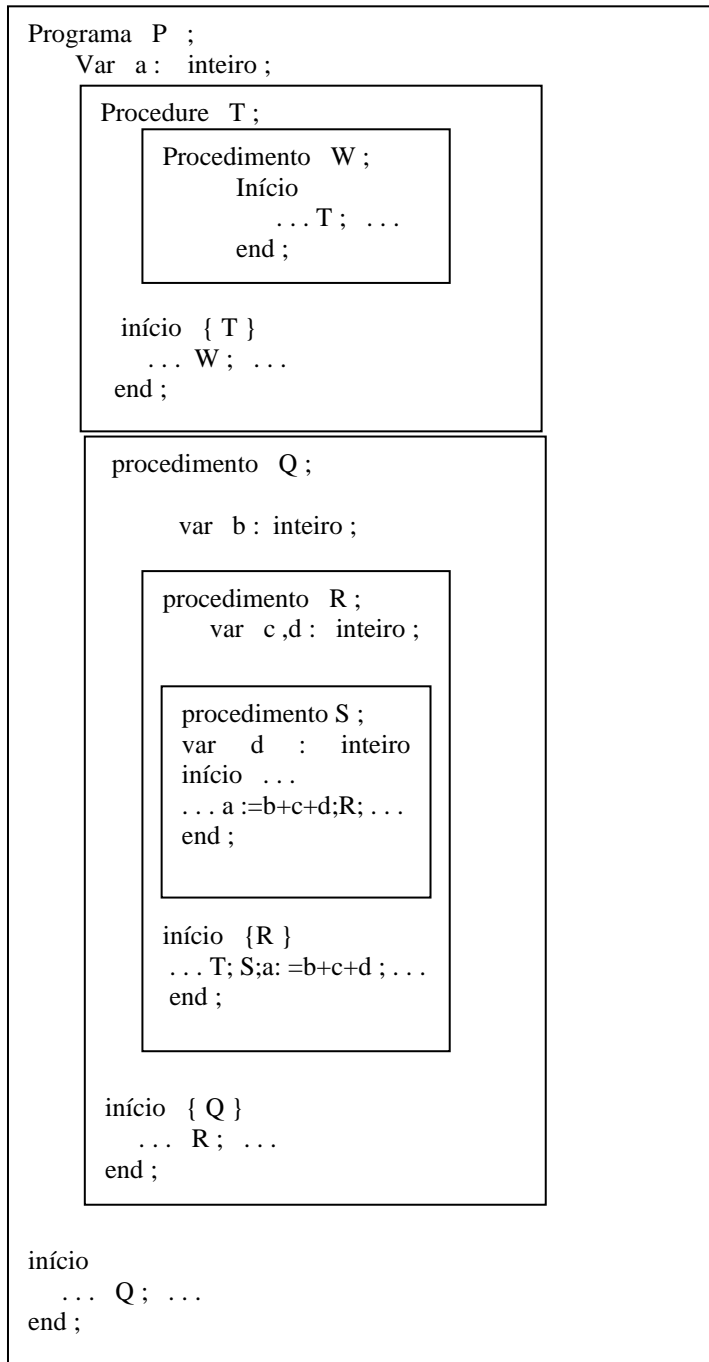 Programa P ;
Var a : inteiro ;
Procedure T ;
Procedimento W ;
Início
. . . T ; . . .
end ;
início { T }
. . . W ; . . .
end ;
procedimento Q ;
var b : inteiro ;
procedimento R ;
var c ,d : inteiro ;
procedimento S ;
var d : inteiro
início . . .
. . . a :=b+c+d;R; . . .
end ;
início {R }
. . . T; S;a: =b+c+d ; . . .
end ;
início { Q }
. . . R ; . . .
end ;
início
. . . Q ; . . .
end ;